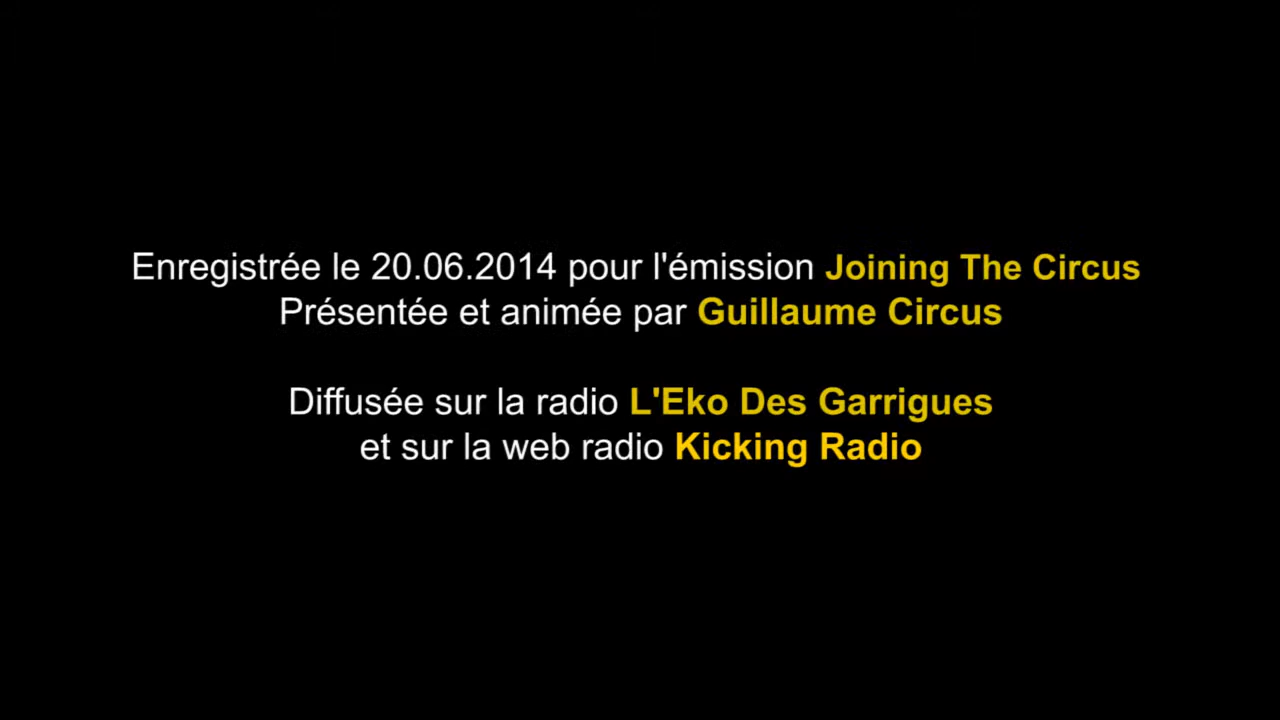 Enregistrée le 20.06.2014 pour l'émission Joining The Circus
Présentée et animée par Guillaume Circus
Diffusée sur la radio L'Eko Des Garrigues
et sur la web radio Kicking Radio